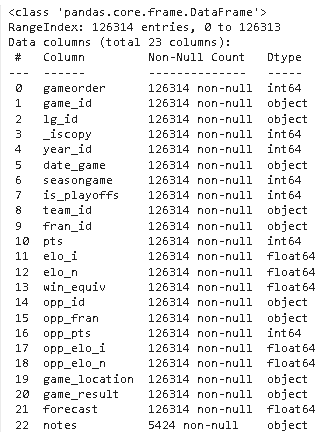 <class 'pandas.core.frame.DataFrame'>
RangeIndex: 126314 entries, 0 to 126313
Data columns (total 23 columns):
 #   Column         Non-Null Count   Dtype
---  ------         --------------   -----
 0   gameorder      126314 non-null  int64
 1   game_id        126314 non-null  object
 2   lg_id          126314 non-null  object
 3   _iscopy        126314 non-null  int64
 4   year_id        126314 non-null  int64
 5   date_game      126314 non-null  object
 6   seasongame     126314 non-null  int64
 7   is_playoffs    126314 non-null  int64
 8   team_id        126314 non-null  object
 9   fran_id        126314 non-null  object
 10  pts            126314 non-null  int64
 11  elo_i          126314 non-null  float64
 12  elo_n          126314 non-null  float64
 13  win_equiv      126314 non-null  float64
 14  opp_id         126314 non-null  object
 15  opp_fran       126314 non-null  object
 16  opp_pts        126314 non-null  int64
 17  opp_elo_i      126314 non-null  float64
 18  opp_elo_n      126314 non-null  float64
 19  game_location  126314 non-null  object
 20  game_result    126314 non-null  object
 21  forecast       126314 non-null  float64
 22  notes          5424 non-null    object